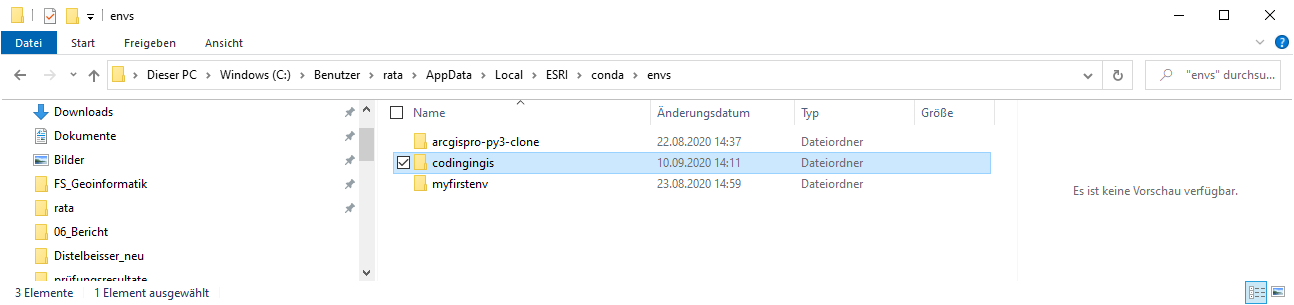 envs
Datei Start Freigeben Ansicht
Dieser PC Windows (C:) Benutzer rata AppData Local ESRI conda envs "envs" durchsu...
Downloads
Dokumente
Bilder
FS_Geoinformatik
rata
06_Bericht
Distelbeisser_neu
prüfungsresultate
Name Änderungsdatum Typ Größe
arcgispro-py3-clone 22.08.2020 14:37 Dateiordner
codingingis 10.09.2020 14:11 Dateiordner
myfirstenv 23.08.2020 14:59 Dateiordner
Es ist keine Vorschau verfügbar.
3 Elemente 1 Element ausgewählt